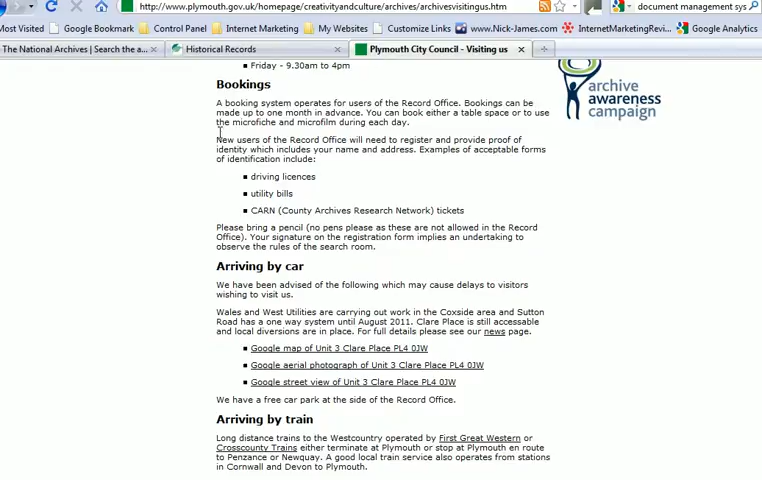 http://www.plymouth.gov.uk/homepage/creativityandculture/archives/archivesvisitingus.htm
document management sys
Most Visited
Google Bookmark
Control Panel
Internet Marketing
My Websites
Customize Links
www.Nick-James.com
InternetMarketingRevi...
Google Analytics
The National Archives | Search the a...
Historical Records
Plymouth City Council - Visiting us
Friday - 9.30am to 4pm
Bookings
A booking system operates for users of the Record Office. Bookings can be
made up to one month in advance. You can book either a table space or to use
the microfiche and microfilm during each day.
New users of the Record Office will need to register and provide proof of
identity which includes your name and address. Examples of acceptable forms
of identification include:
driving licences
utility bills
CARN (County Archives Research Network) tickets
Please bring a pencil (no pens please as these are not allowed in the Record
Office). Your signature on the registration form implies an undertaking to
observe the rules of the search room.
Arriving by car
We have been advised of the following which may cause delays to visitors
wishing to visit us.
Wales and West Utilities are carrying out work in the Coxside area and Sutton
Road has a one way system until August 2011. Clare Place is still accessable
and local diversions are in place. For full details please see our news page.
Google map of Unit 3 Clare Place PL4 0JW
Google aerial photograph of Unit 3 Clare Place PL4 0JW
Google street view of Unit 3 Clare Place PL4 0JW
We have a free car park at the side of the Record Office.
Arriving by train
Long distance trains to the Westcountry operated by First Great Western or
Crosscounty Trains either terminate at Plymouth or stop at Plymouth en route
to Penzance or Newquay. A good local train service also operates from stations
in Cornwall and Devon to Plymouth.
archive
awareness
campaign